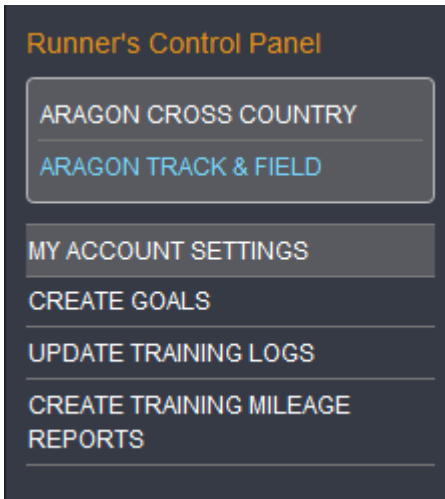 Runner's Control Panel
ARAGON CROSS COUNTRY
ARAGON TRACK & FIELD
MY ACCOUNT SETTINGS
CREATE GOALS
UPDATE TRAINING LOGS
CREATE TRAINING MILEAGE
REPORTS